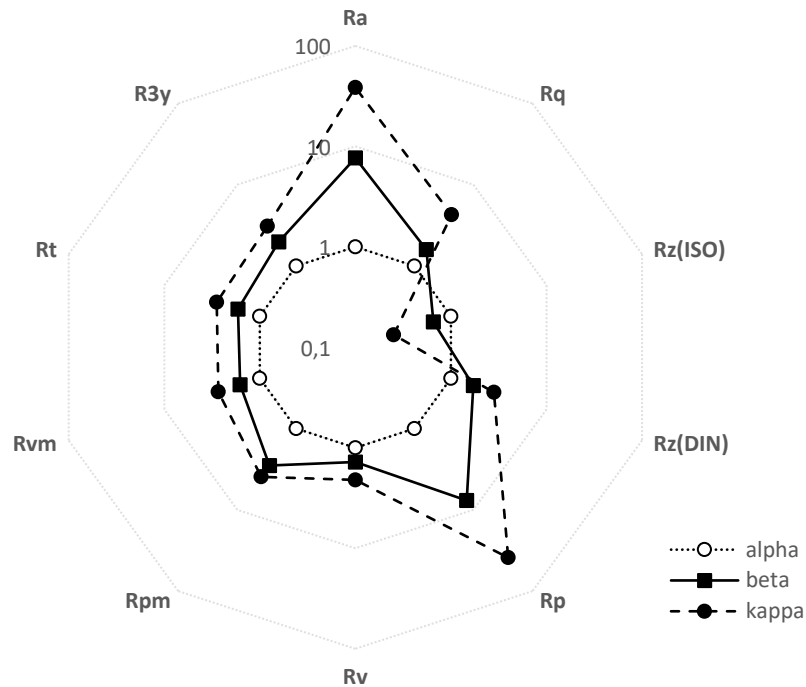 Ra
100
R3y
Rq
10
Rt
1
Rz(ISO)
0,1
Rvm
Rz(DIN)
alpha
beta
Rpm
Rp
kappa
Rv